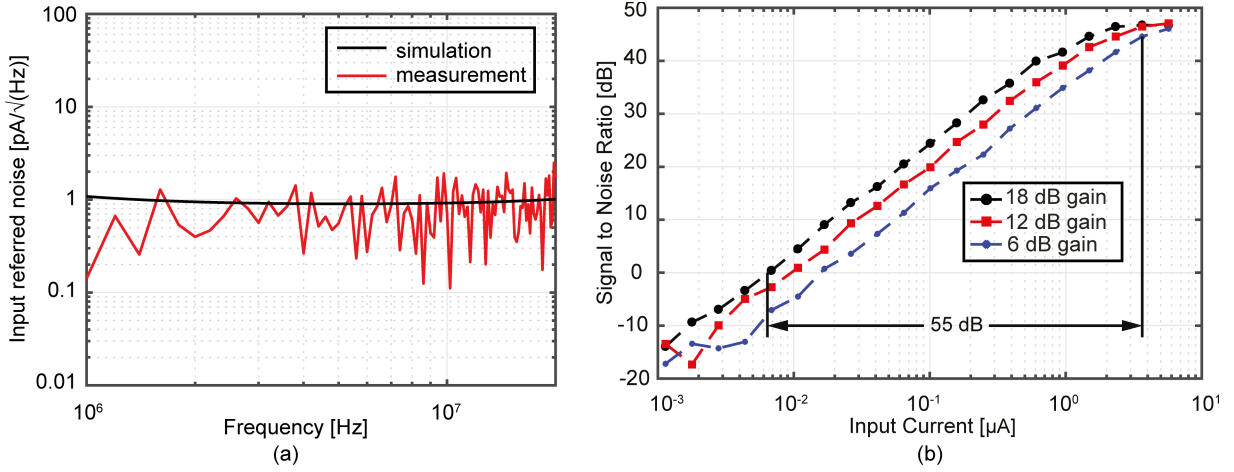 100
10
1
0.1
0.01
Input referred noise [pA/√(Hz)]
simulation
measurement
10⁶
10⁷
Frequency [Hz]
(a)
50
40
30
20
10
0
-10
-20
Signal to Noise Ratio [dB]
18 dB gain
12 dB gain
6 dB gain
55 dB
10⁻³
10⁻²
10⁻¹
10⁰
10¹
Input Current [µA]
(b)